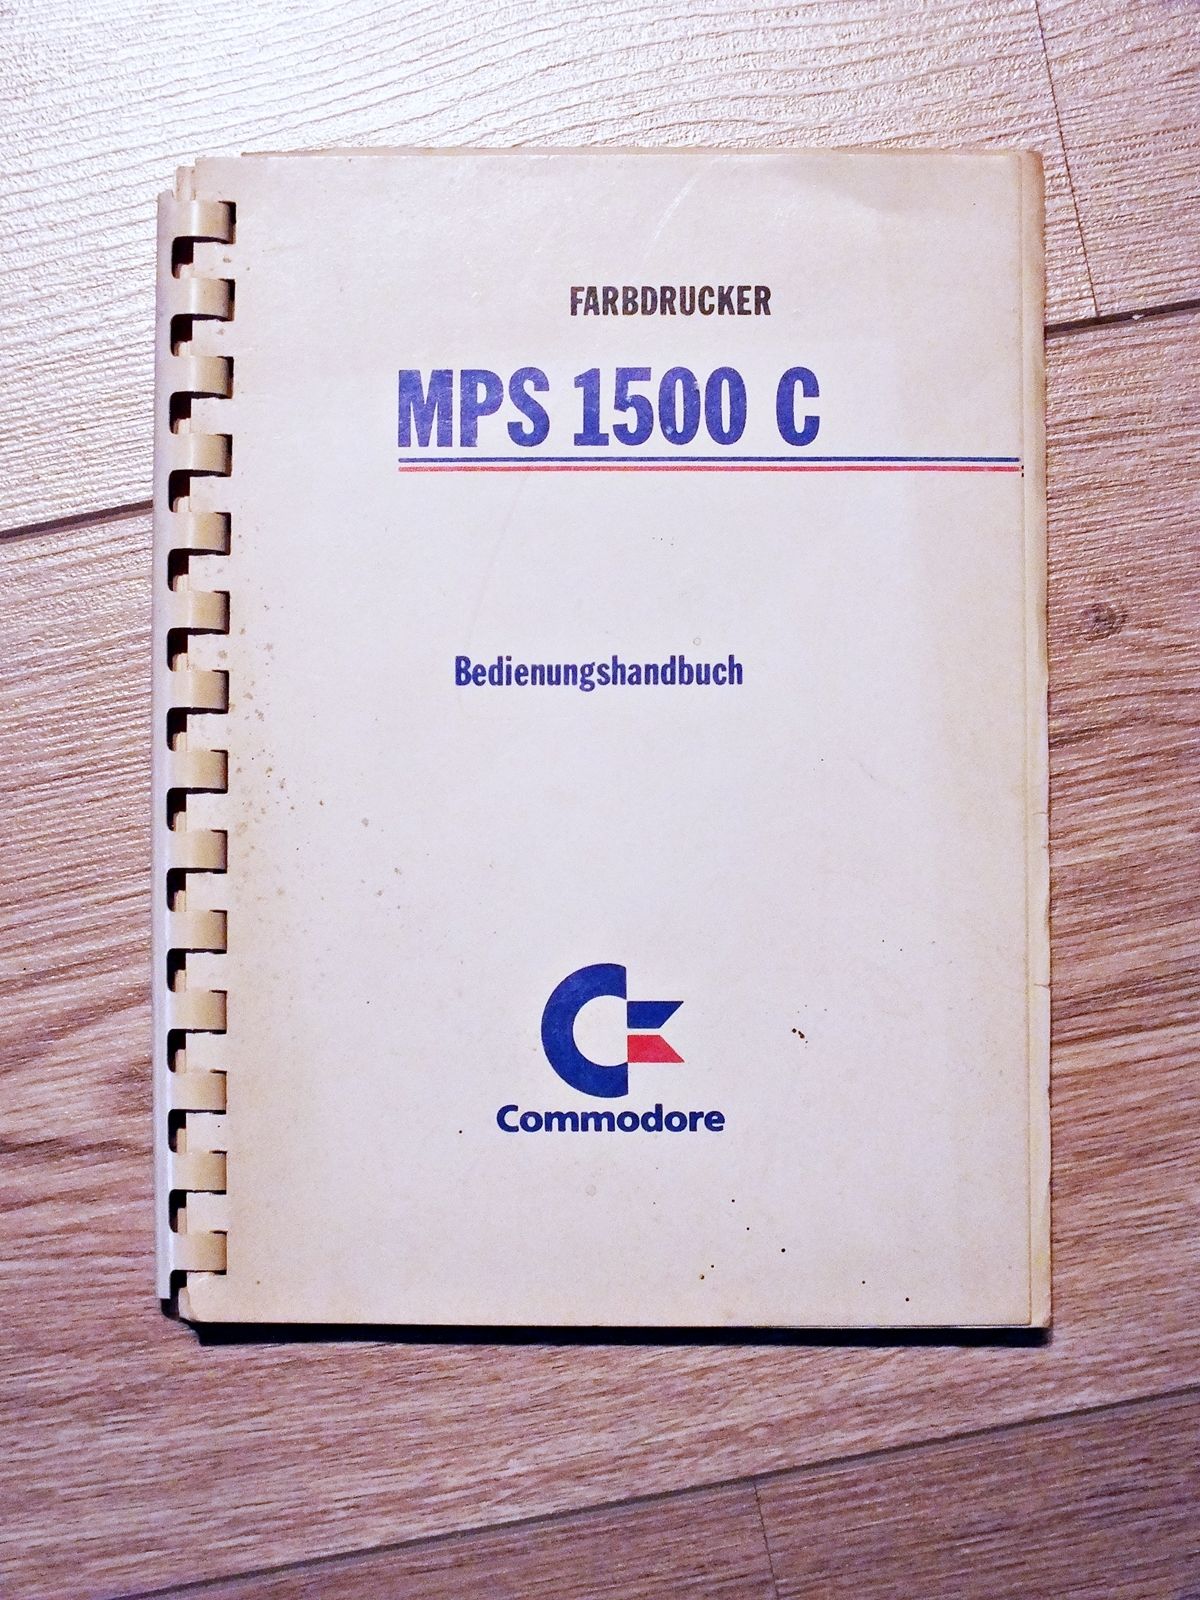 FARBDRUCKER
MPS 1500 C
Bedienungshandbuch
Commodore